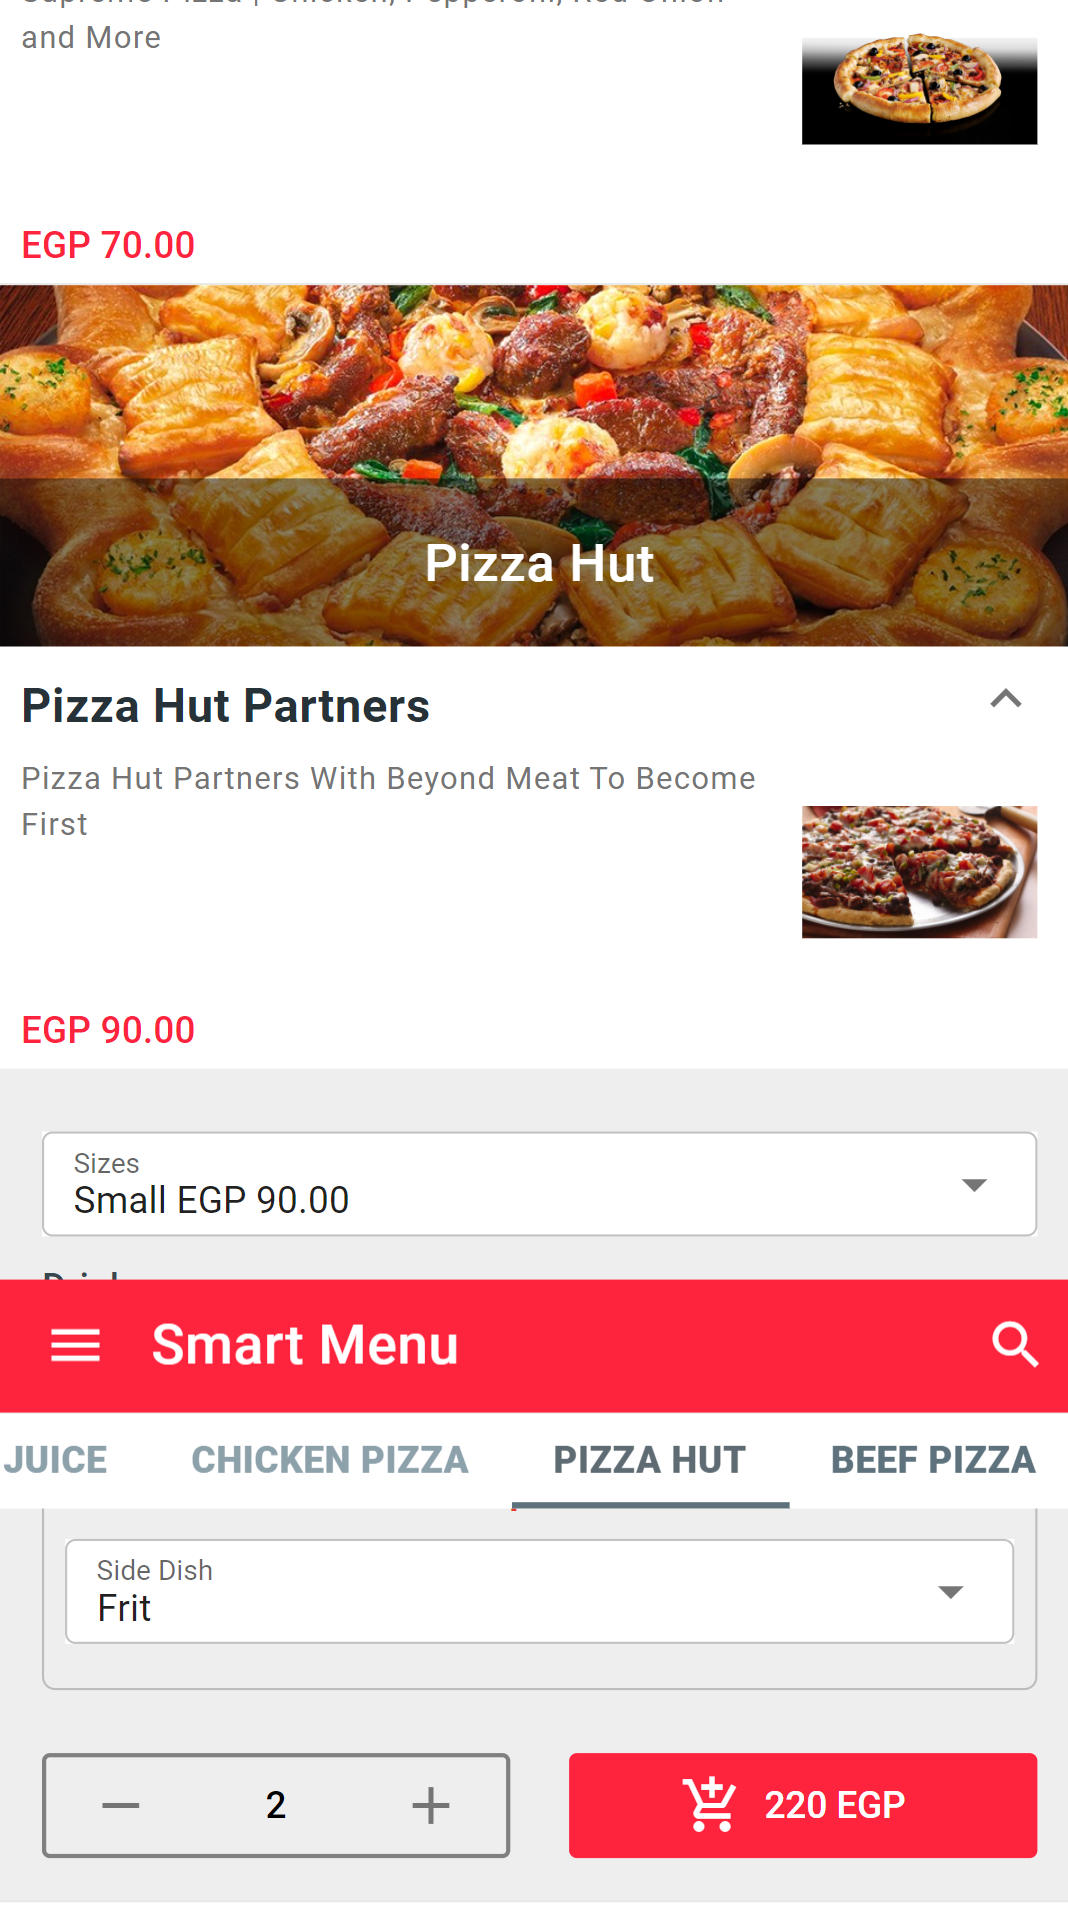 and More
EGP 70.00
Pizza Hut
Pizza Hut Partners
Pizza Hut Partners With Beyond Meat To Become
First
EGP 90.00
Sizes
Small EGP 90.00
Smart Menu
JUICE CHICKEN PIZZA PIZZA HUT BEEF PIZZA
Side Dish
Frit
2
220 EGP